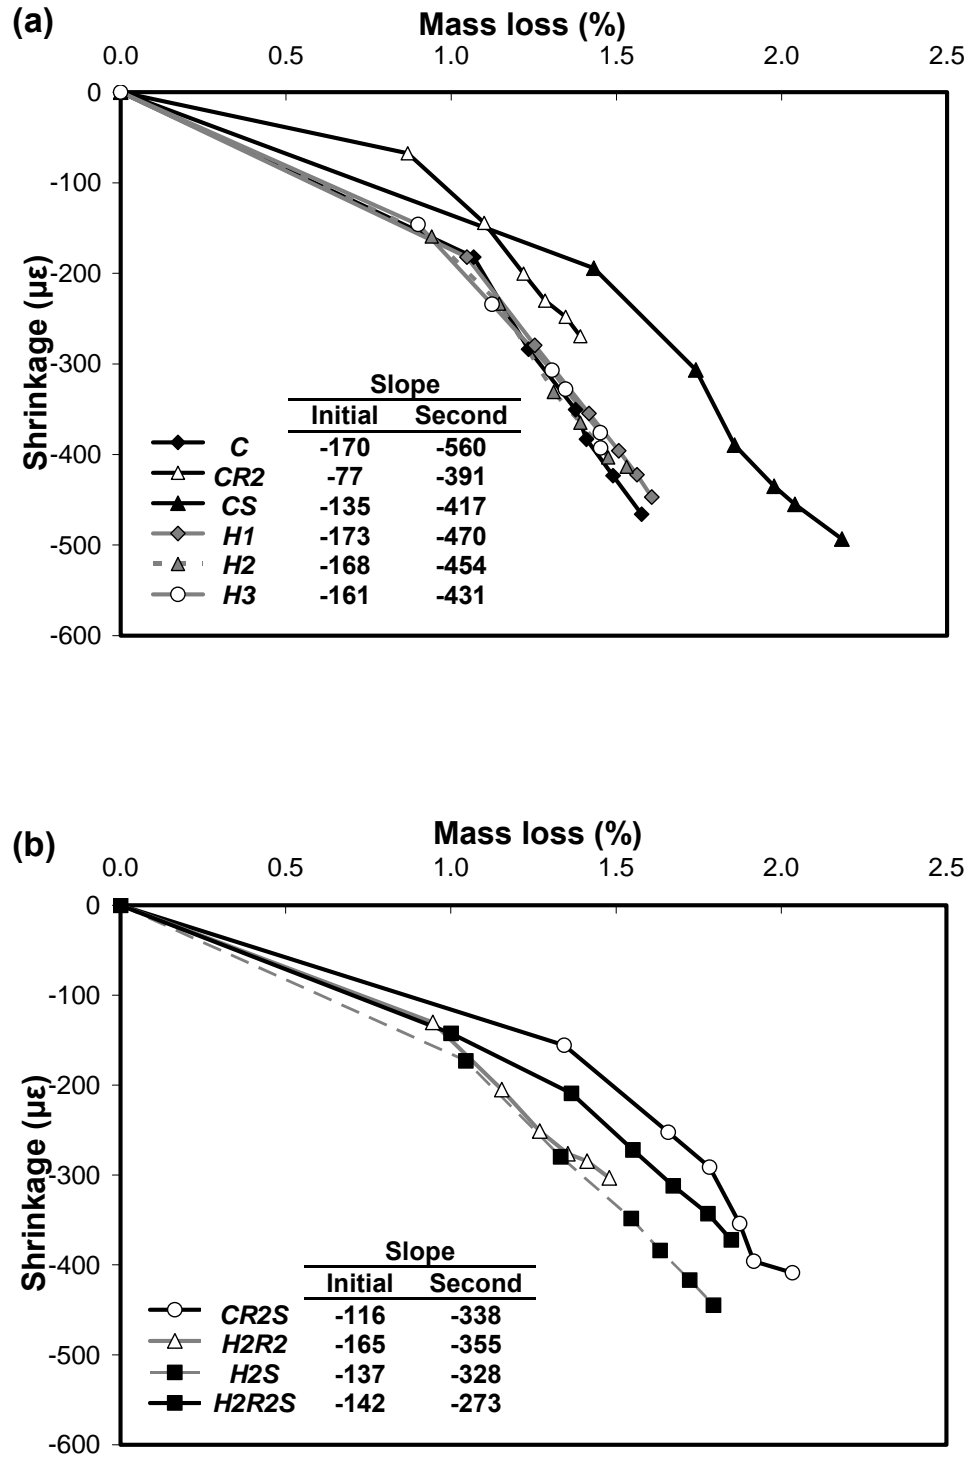 (a)
Mass loss (%)
0.0 0.5 1.0 1.5 2.0 2.5
0
-100
-200
-300
-400
-500
-600
Shrinkage (με)
Slope
Initial Second
C -170 -560
CR2 -77 -391
CS -135 -417
H1 -173 -470
H2 -168 -454
H3 -161 -431
(b)
Mass loss (%)
0.0 0.5 1.0 1.5 2.0 2.5
0
-100
-200
-300
-400
-500
-600
Shrinkage (με)
Slope
Initial Second
CR2S -116 -338
H2R2 -165 -355
H2S -137 -328
H2R2S -142 -273